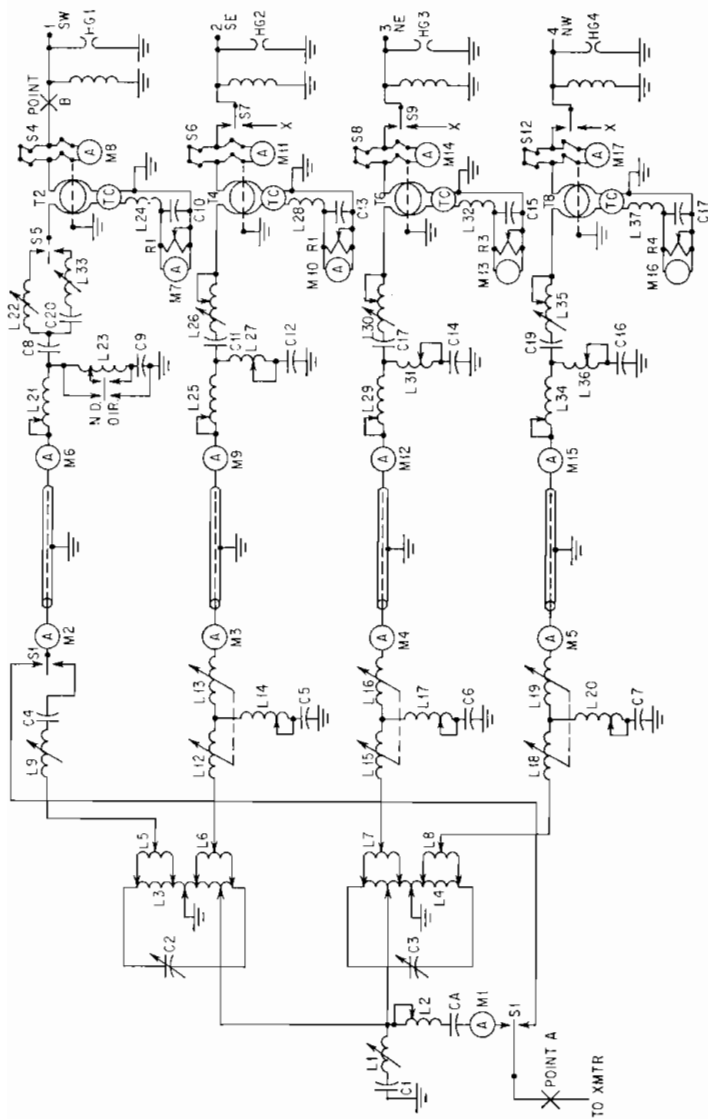 L9
C4
S1
A
M2
A
M6
L21
N.D.
DIR.
L23
C9
C8
L22
C20
L33
S5
T2
TC
L24
R1
C10
A
M7
S4
A
M8
POINT
B
1
SW
HG1
L5
L3
L6
C2
L12
L13
L14
C5
A
M3
A
M9
L25
C11
L26
L27
C12
T4
TC
L28
R1
C13
A
M10
S6
A
M11
S7
X
2
SE
HG2
L7
L4
L8
C3
L15
L16
L17
C6
A
M4
A
M12
L29
C17
L30
L31
C14
T6
TC
L32
R3
C15
M13
S8
A
M14
S9
X
3
NE
HG3
L1
C1
L2
CA
A
M1
S1
POINT A
TO XMTR
L18
L19
L20
C7
A
M5
A
M15
L34
C19
L35
L36
C16
T8
TC
L37
R4
C17
M16
S12
A
M17
X
4
NW
HG4